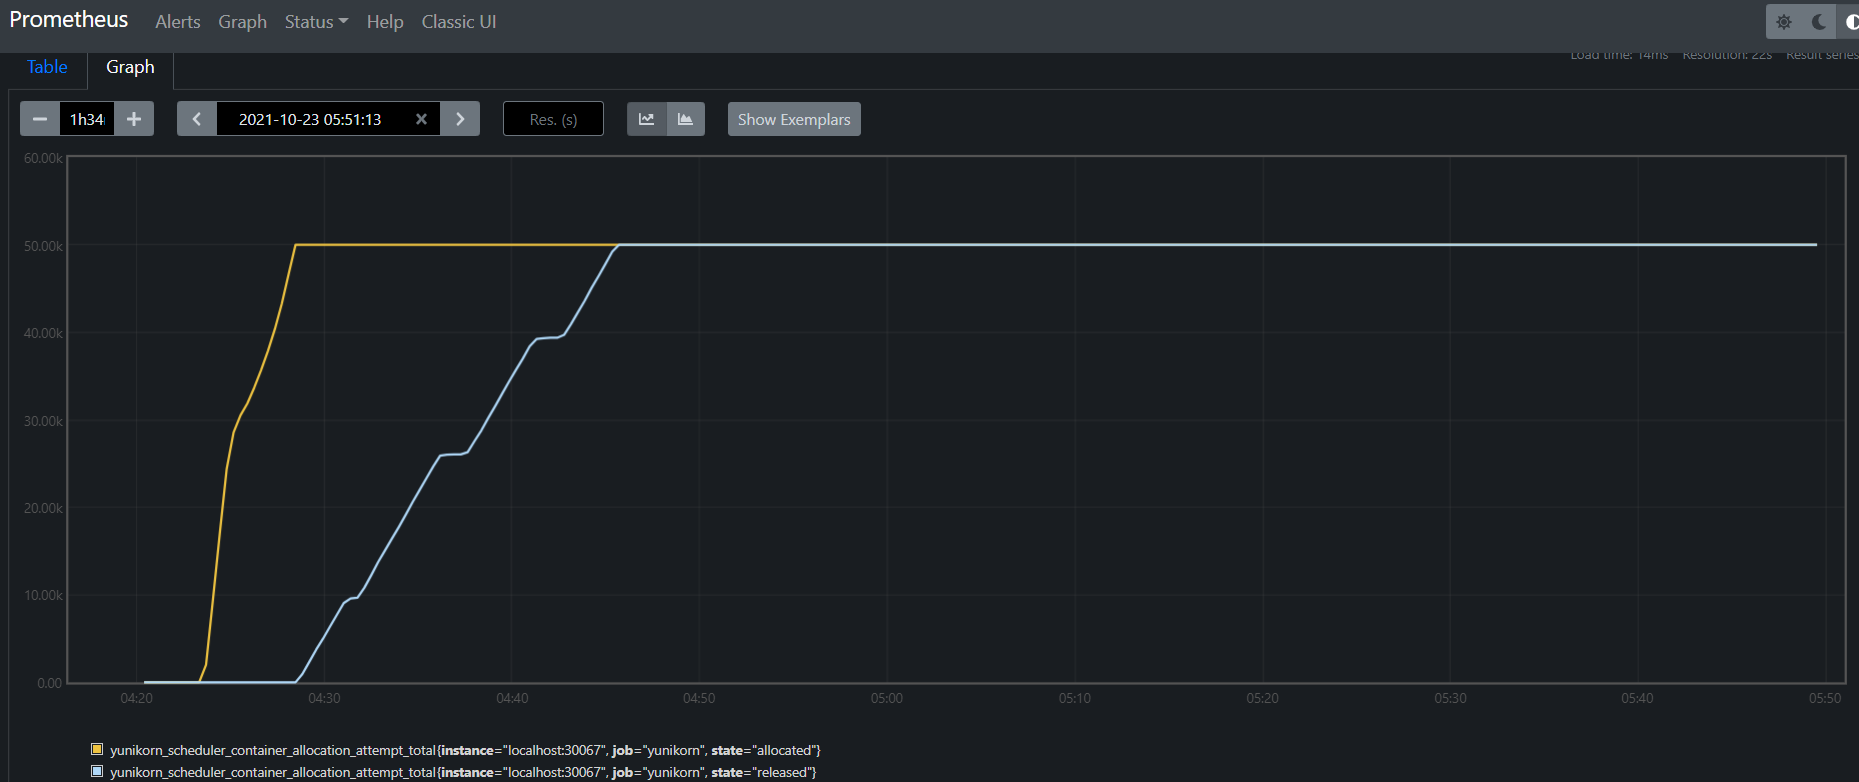 Prometheus Alerts Graph Status Help Classic UI
Load time: 14ms Resolution: 22s Result series
Table Graph
1h34 2021-10-23 05:51:13 Res. (s) Show Exemplars
60.00k
50.00k
40.00k
30.00k
20.00k
10.00k
0.00
04:20 04:30 04:40 04:50 05:00 05:10 05:20 05:30 05:40 05:50
yunikorn_scheduler_container_allocation_attempt_total{instance="localhost:30067", job="yunikorn", state="allocated"}
yunikorn_scheduler_container_allocation_attempt_total{instance="localhost:30067", job="yunikorn", state="released"}